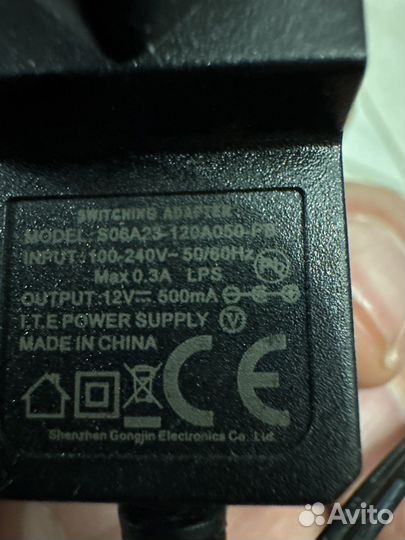 SWITCHING ADAPTER
MODEL: S06A23-120A050-PB
INPUT: 100-240V~ 50/60Hz
Max 0.3A LPS
OUTPUT: 12V⎓ 500mA
I.T.E POWER SUPPLY V
MADE IN CHINA
CE
Shenzhen Gongjin Electronics Co., Ltd.
Avito